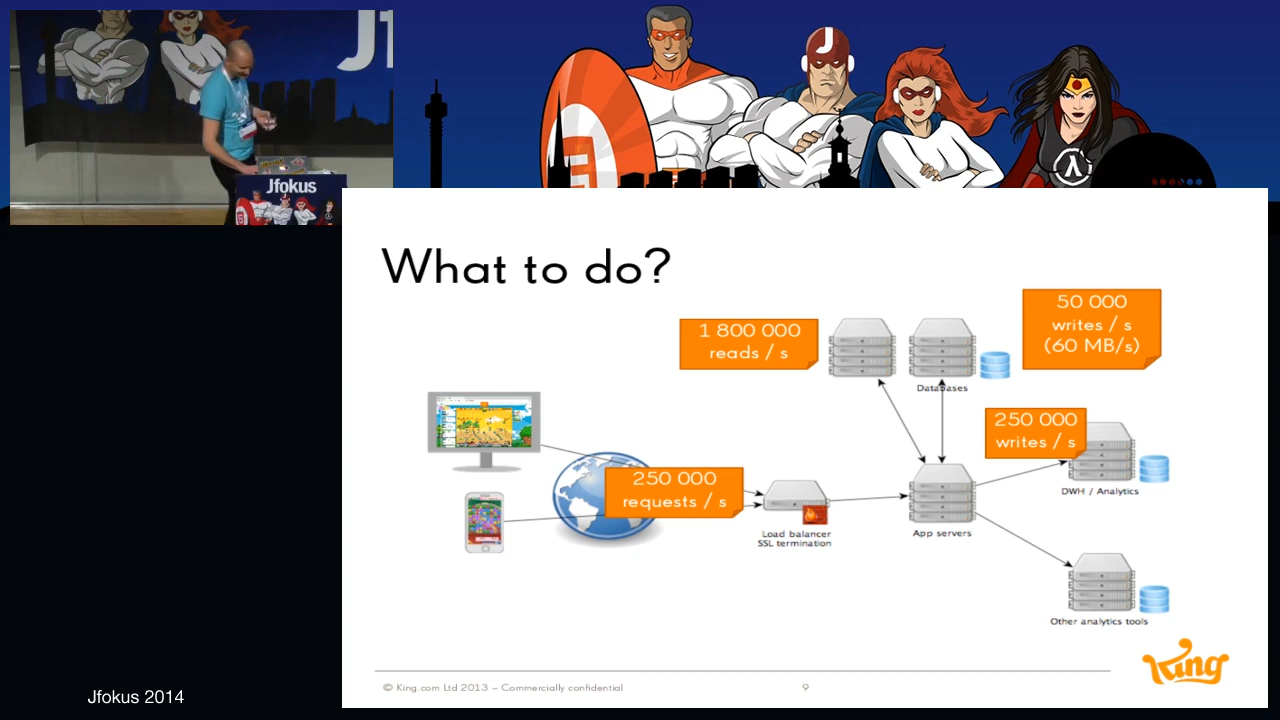 Jfokus
What to do?
1 800 000
reads / s
50 000
writes / s
(60 MB/s)
Databases
250 000
writes / s
DWH / Analytics
250 000
requests / s
Load balancer
SSL termination
App servers
Other analytics tools
King
© King.com Ltd 2013 – Commercially confidential
9
Jfokus 2014